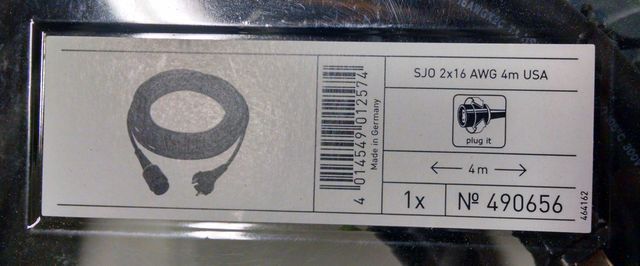 4 014549 012574
Made in Germany
SJO 2x16 AWG 4m USA
plug it
4m
1x
Nº 490656
464162